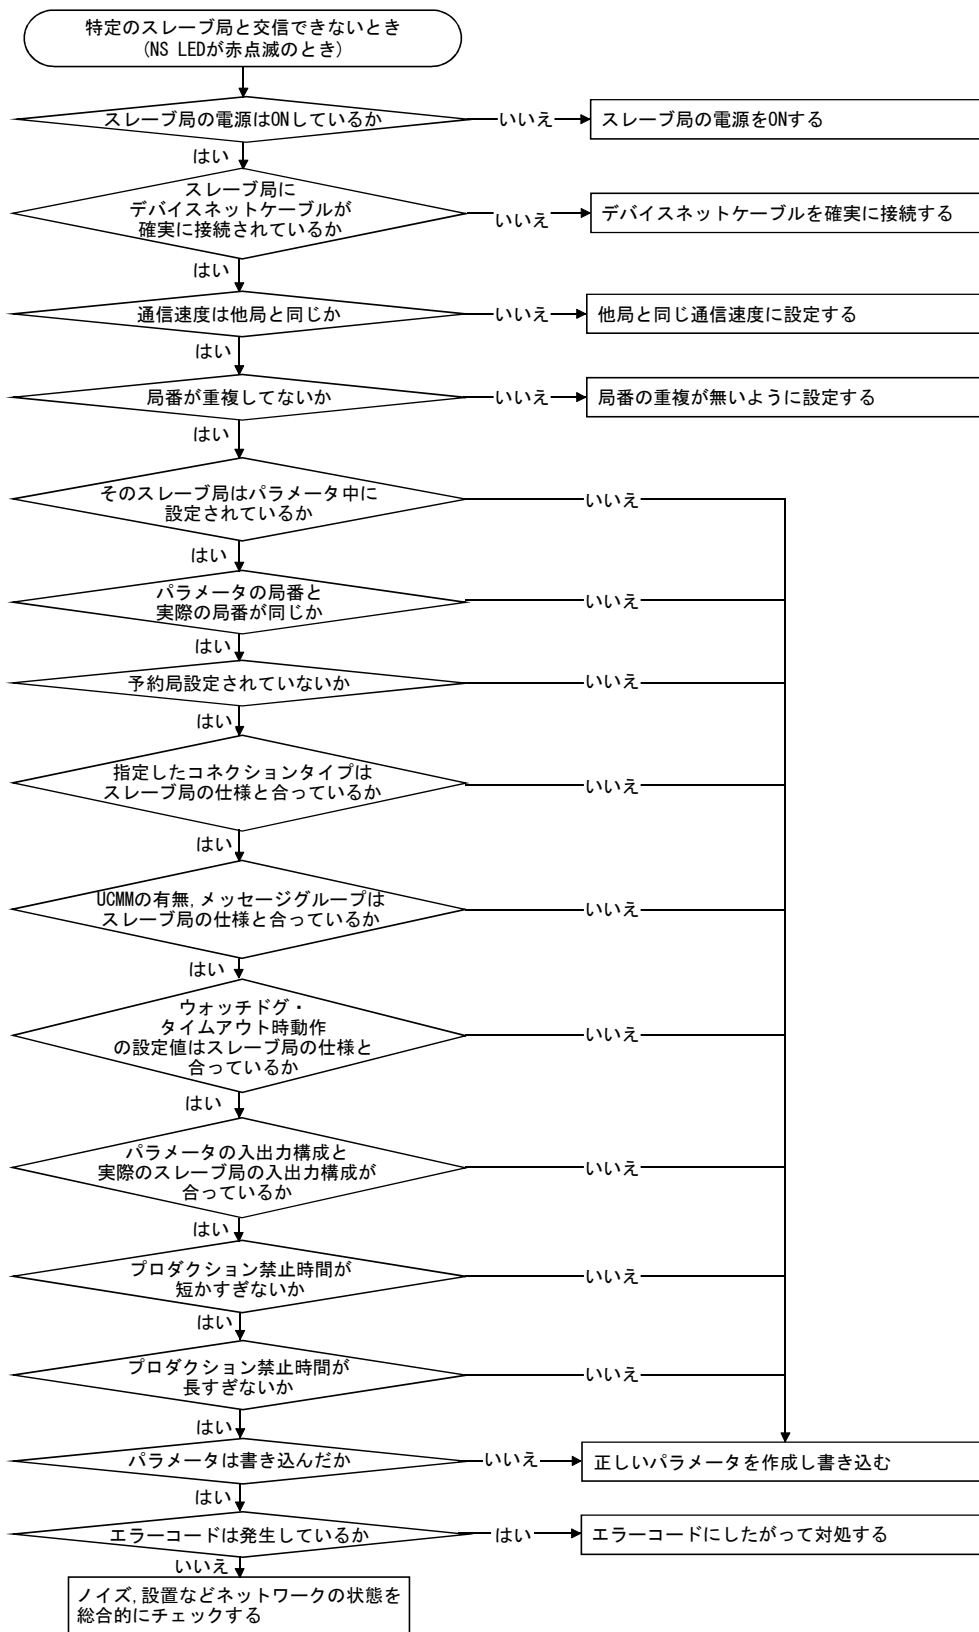 特定のスレーブ局と交信できないとき
(NS LEDが赤点滅のとき)
スレーブ局の電源はONしているか
いいえ
スレーブ局の電源をONする
はい
スレーブ局に
デバイスネットケーブルが
確実に接続されているか
いいえ
デバイスネットケーブルを確実に接続する
はい
通信速度は他局と同じか
いいえ
他局と同じ通信速度に設定する
はい
局番が重複してないか
いいえ
局番の重複が無いように設定する
はい
そのスレーブ局はパラメータ中に
設定されているか
いいえ
はい
パラメータの局番と
実際の局番が同じか
いいえ
はい
予約局設定されていないか
いいえ
はい
指定したコネクションタイプは
スレーブ局の仕様と合っているか
いいえ
はい
UCMMの有無,メッセージグループは
スレーブ局の仕様と合っているか
いいえ
はい
ウォッチドグ・
タイムアウト時動作
の設定値はスレーブ局の仕様と
合っているか
いいえ
はい
パラメータの入出力構成と
実際のスレーブ局の入出力構成が
合っているか
いいえ
はい
プロダクション禁止時間が
短かすぎないか
いいえ
はい
プロダクション禁止時間が
長すぎないか
いいえ
はい
パラメータは書き込んだか
いいえ
正しいパラメータを作成し書き込む
はい
エラーコードは発生しているか
はい
エラーコードにしたがって対処する
いいえ
ノイズ,設置などネットワークの状態を
総合的にチェックする